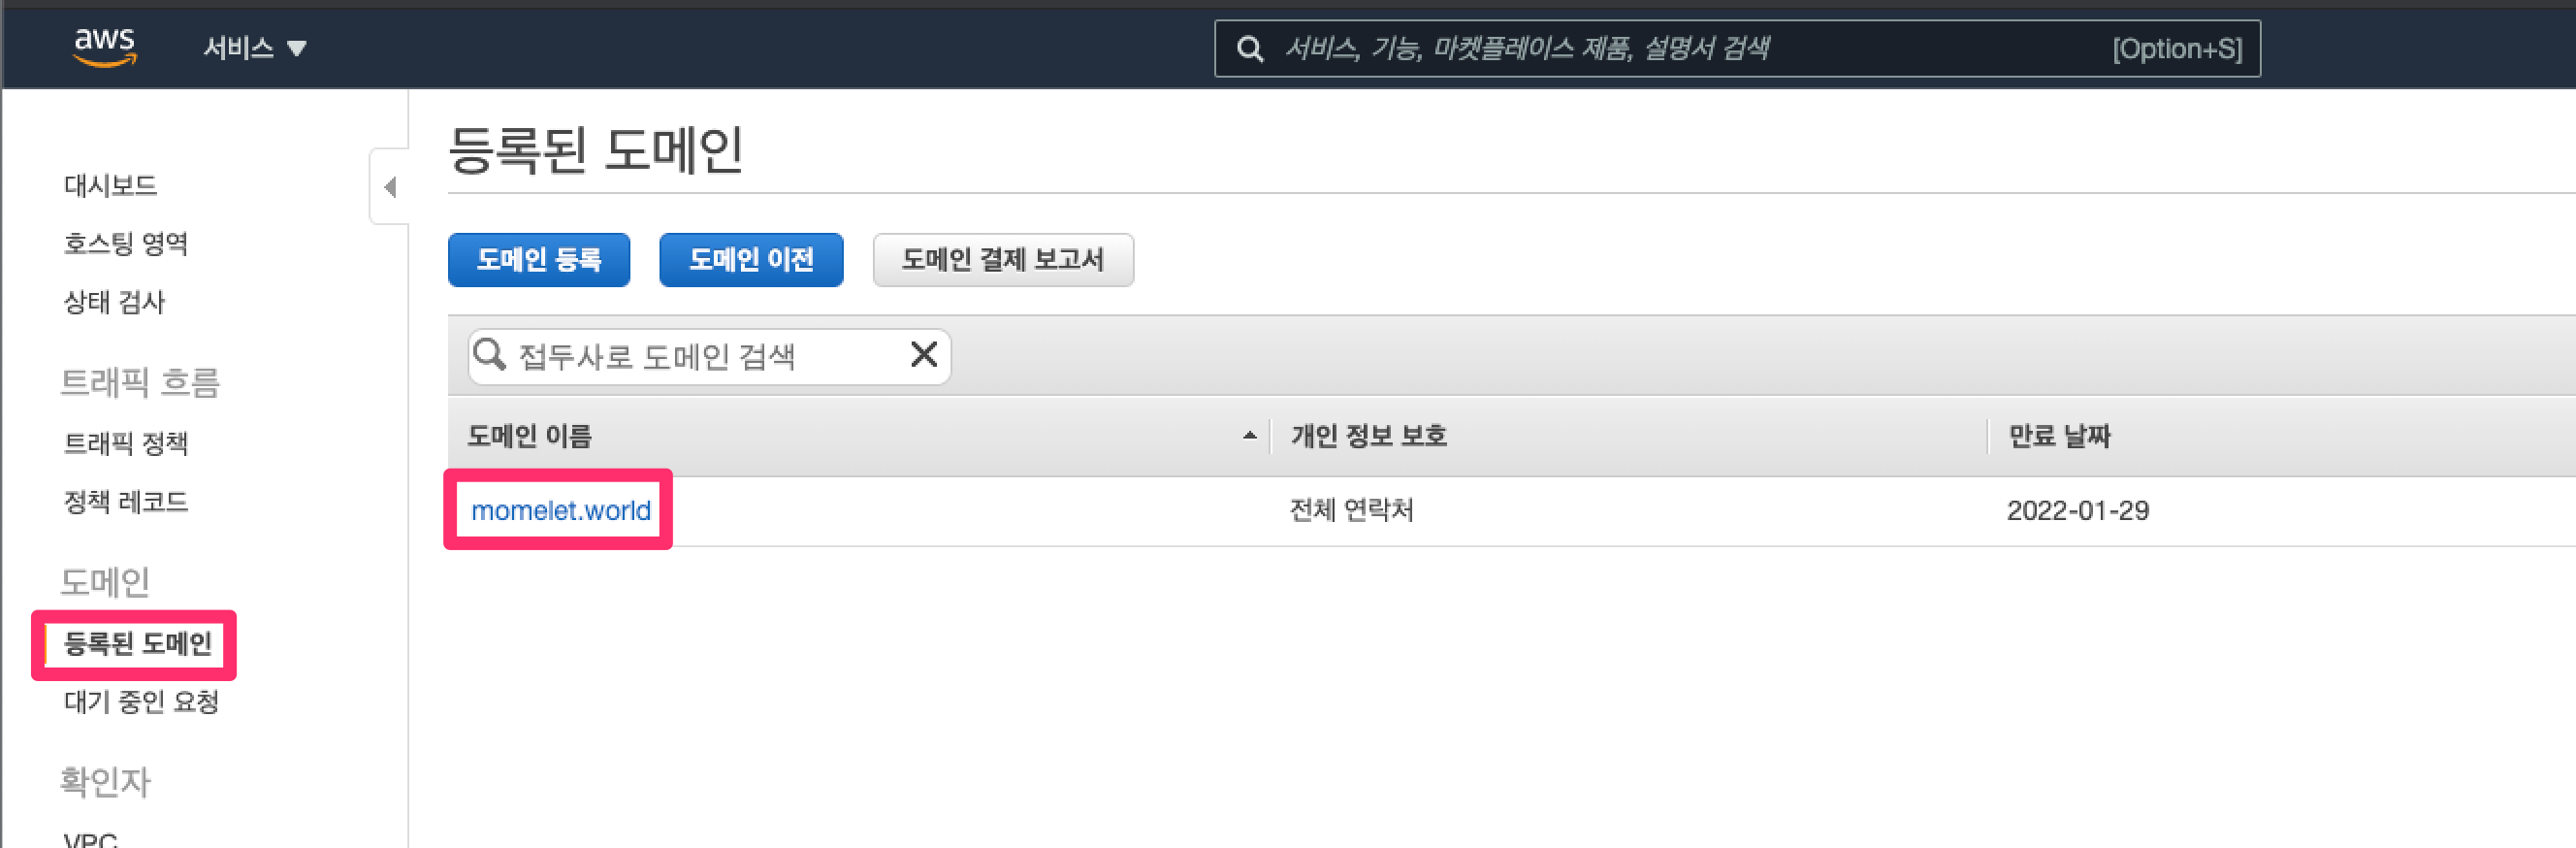 aws 서비스 서비스, 기능, 마켓플레이스 제품, 설명서 검색 [Option+S]
대시보드
호스팅 영역
상태 검사
트래픽 흐름
트래픽 정책
정책 레코드
도메인
등록된 도메인
대기 중인 요청
확인자
VPC
등록된 도메인
도메인 등록 도메인 이전 도메인 결제 보고서
접두사로 도메인 검색
도메인 이름 개인 정보 보호 만료 날짜
momelet.world 전체 연락처 2022-01-29